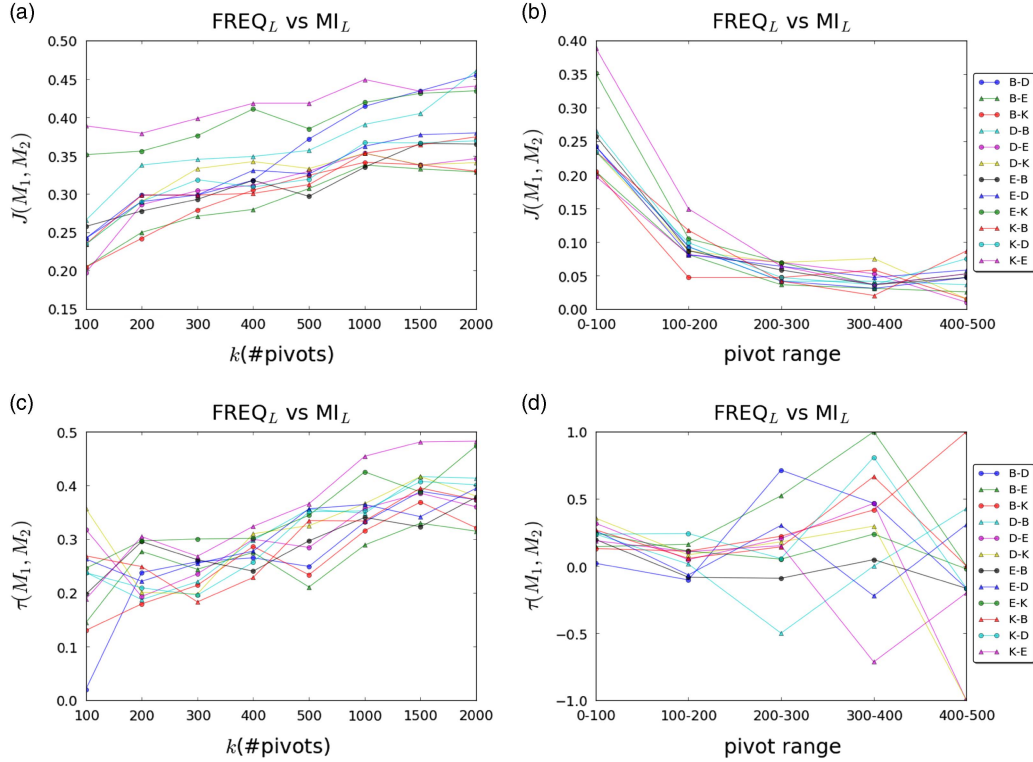 (a)
FREQ_L vs MI_L
0.50
0.45
0.40
0.35
0.30
0.25
0.20
0.15
J(M_1, M_2)
100 200 300 400 500 1000 1500 2000
k(#pivots)
(b)
FREQ_L vs MI_L
0.40
0.35
0.30
0.25
0.20
0.15
0.10
0.05
0.00
J(M_1, M_2)
0-100 100-200 200-300 300-400 400-500
pivot range
B-D
B-E
B-K
D-B
D-E
D-K
E-B
E-D
E-K
K-B
K-D
K-E
(c)
FREQ_L vs MI_L
0.5
0.4
0.3
0.2
0.1
0.0
τ(M_1, M_2)
100 200 300 400 500 1000 1500 2000
k(#pivots)
(d)
FREQ_L vs MI_L
1.0
0.5
0.0
−0.5
−1.0
τ(M_1, M_2)
0-100 100-200 200-300 300-400 400-500
pivot range
B-D
B-E
B-K
D-B
D-E
D-K
E-B
E-D
E-K
K-B
K-D
K-E